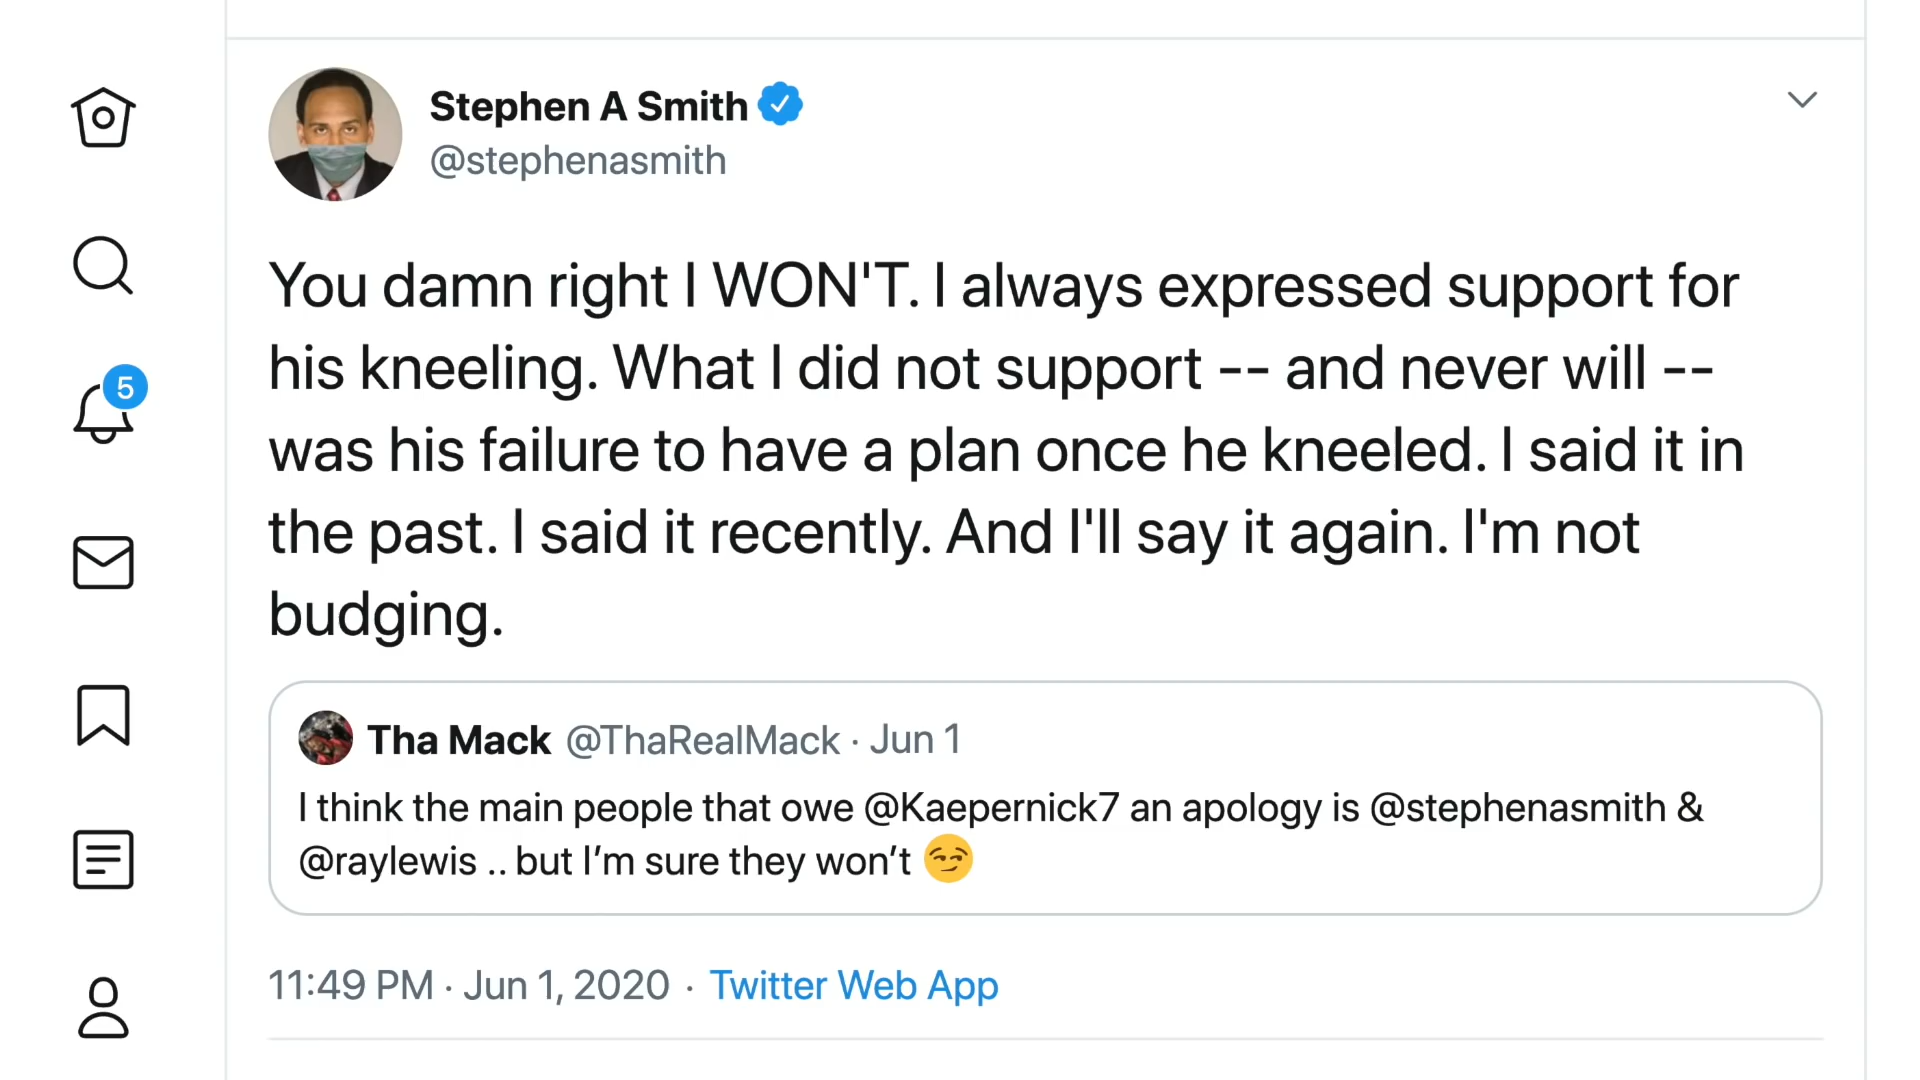 Stephen A Smith
@stephenasmith
You damn right I WON'T. I always expressed support for
his kneeling. What I did not support -- and never will --
was his failure to have a plan once he kneeled. I said it in
the past. I said it recently. And I'll say it again. I'm not
budging.
5
Tha Mack @ThaRealMack · Jun 1
I think the main people that owe @Kaepernick7 an apology is @stephenasmith &
@raylewis .. but I’m sure they won’t 😏
11:49 PM · Jun 1, 2020 · Twitter Web App